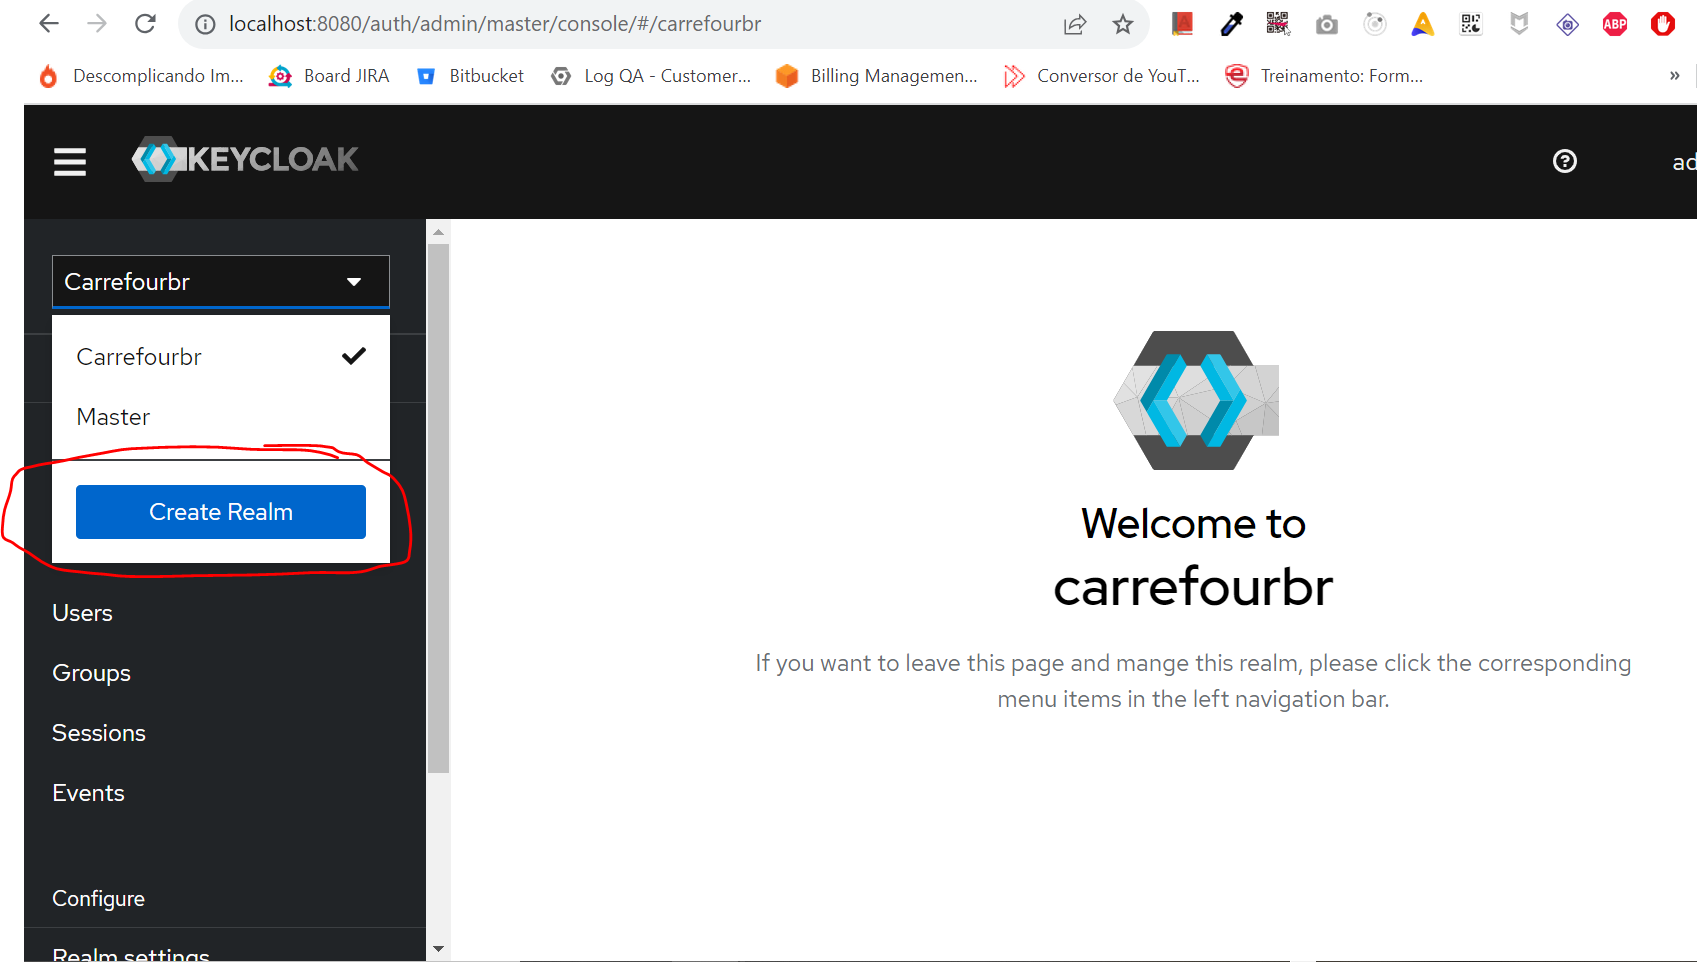 localhost:8080/auth/admin/master/console/#/carrefourbr
ABP
Descomplicando Im... Board JIRA Bitbucket Log QA - Customer... Billing Managemen... Conversor de YouT... Treinamento: Form... »
KEYCLOAK
ad
Carrefourbr
Carrefourbr
Master
Create Realm
Users
Groups
Sessions
Events
Configure
Realm settings
Welcome to
carrefourbr
If you want to leave this page and mange this realm, please click the corresponding
menu items in the left navigation bar.